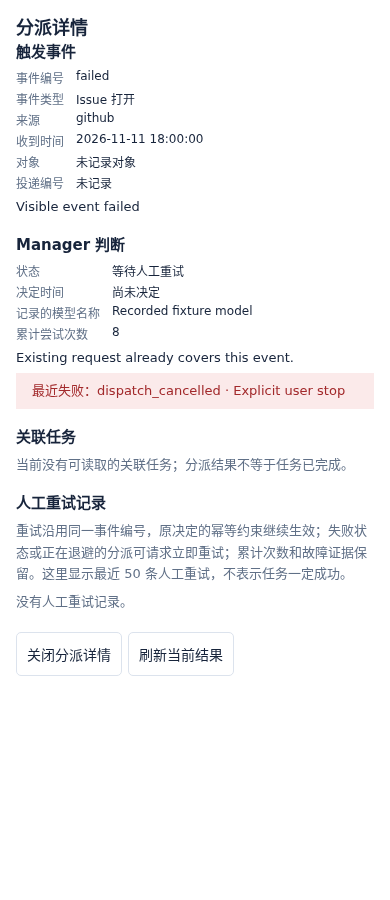 分派详情
触发事件
事件编号 failed
事件类型 Issue 打开
来源 github
收到时间 2026-11-11 18:00:00
对象 未记录对象
投递编号 未记录
Visible event failed
Manager 判断
状态 等待人工重试
决定时间 尚未决定
记录的模型名称 Recorded fixture model
累计尝试次数 8
Existing request already covers this event.
最近失败：dispatch_cancelled · Explicit user stop
关联任务
当前没有可读取的关联任务；分派结果不等于任务已完成。
人工重试记录
重试沿用同一事件编号，原决定的幂等约束继续生效；失败状
态或正在退避的分派可请求立即重试；累计次数和故障证据保
留。这里显示最近 50 条人工重试，不表示任务一定成功。
没有人工重试记录。
关闭分派详情 刷新当前结果